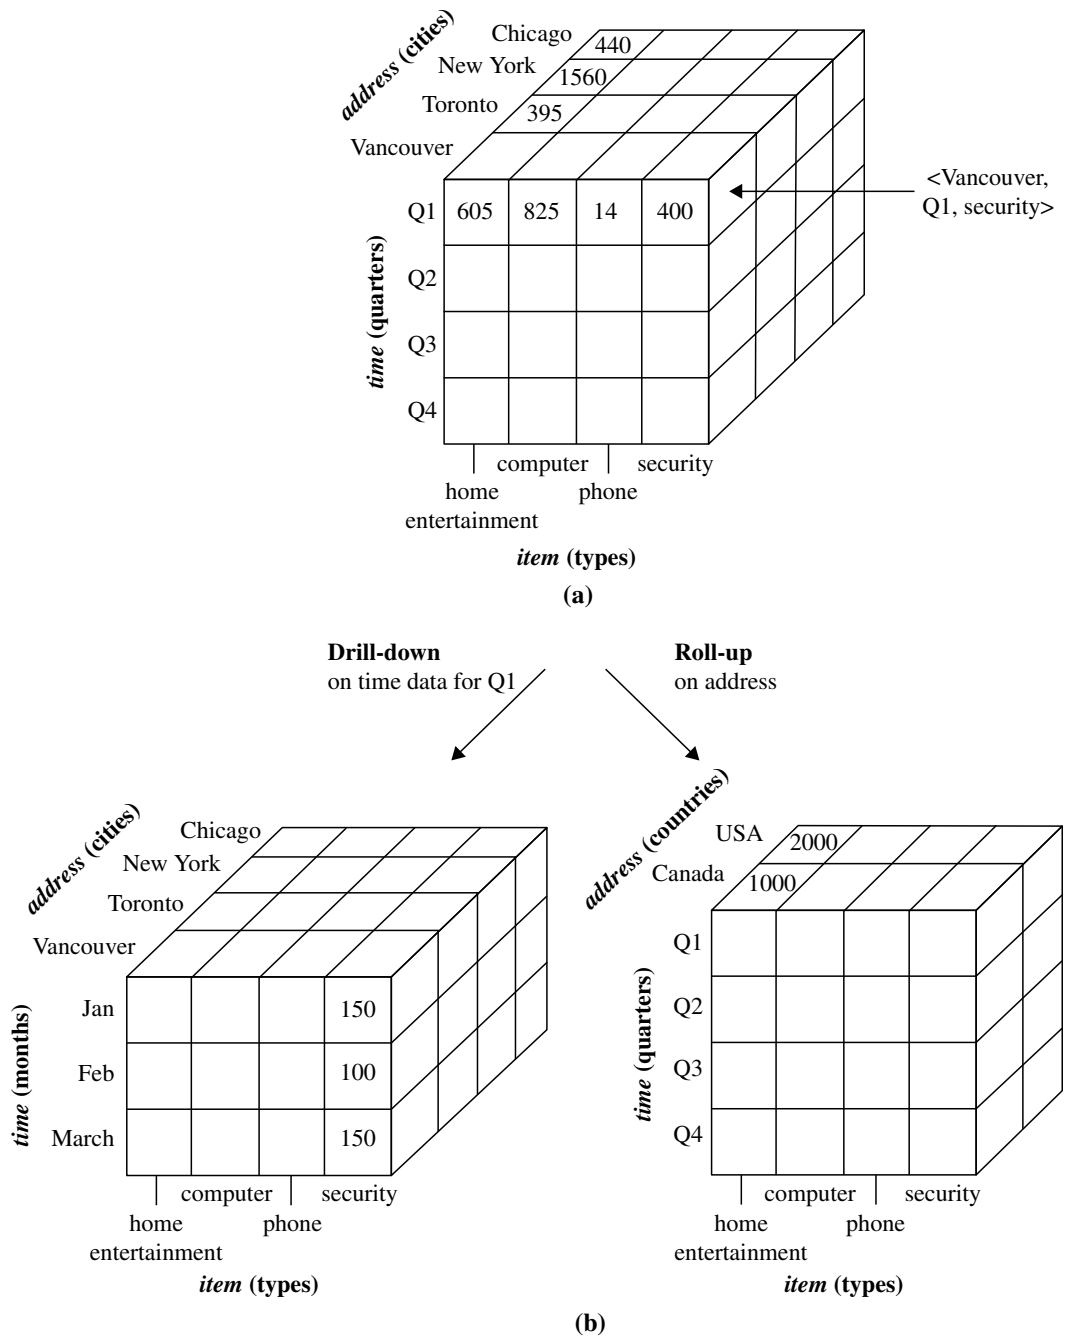 address (cities)
Chicago
440
New York
1560
Toronto
395
Vancouver
<Vancouver,
Q1, security>
Q1
605
825
14
400
Q2
Q3
Q4
time (quarters)
computer
security
home
phone
entertainment
item (types)
(a)
Drill-down
on time data for Q1
Roll-up
on address
address (cities)
Chicago
New York
Toronto
Vancouver
Jan
150
Feb
100
March
150
time (months)
computer
security
home
phone
entertainment
item (types)
address (countries)
USA
2000
Canada
1000
Q1
Q2
Q3
Q4
time (quarters)
computer
security
home
phone
entertainment
item (types)
(b)